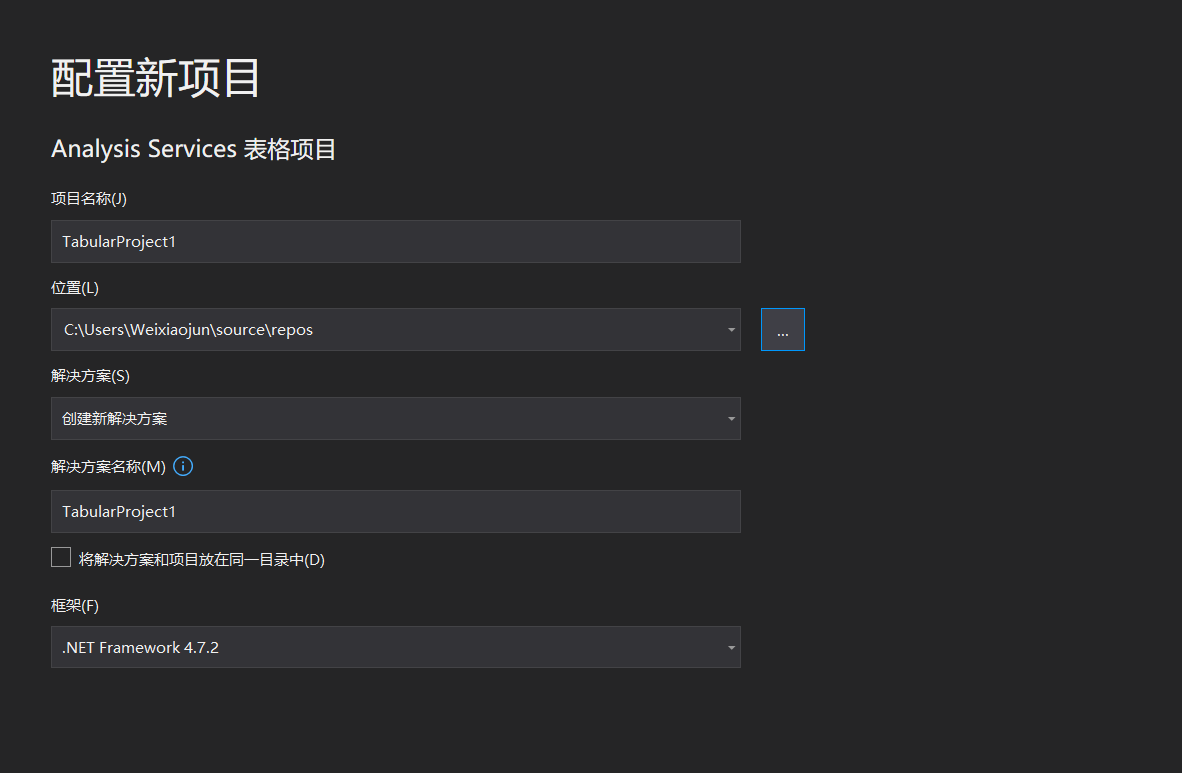 配置新项目
Analysis Services 表格项目
项目名称(J)
TabularProject1
位置(L)
C:\Users\Weixiaojun\source\repos
...
解决方案(S)
创建新解决方案
解决方案名称(M)
TabularProject1
将解决方案和项目放在同一目录中(D)
框架(F)
.NET Framework 4.7.2